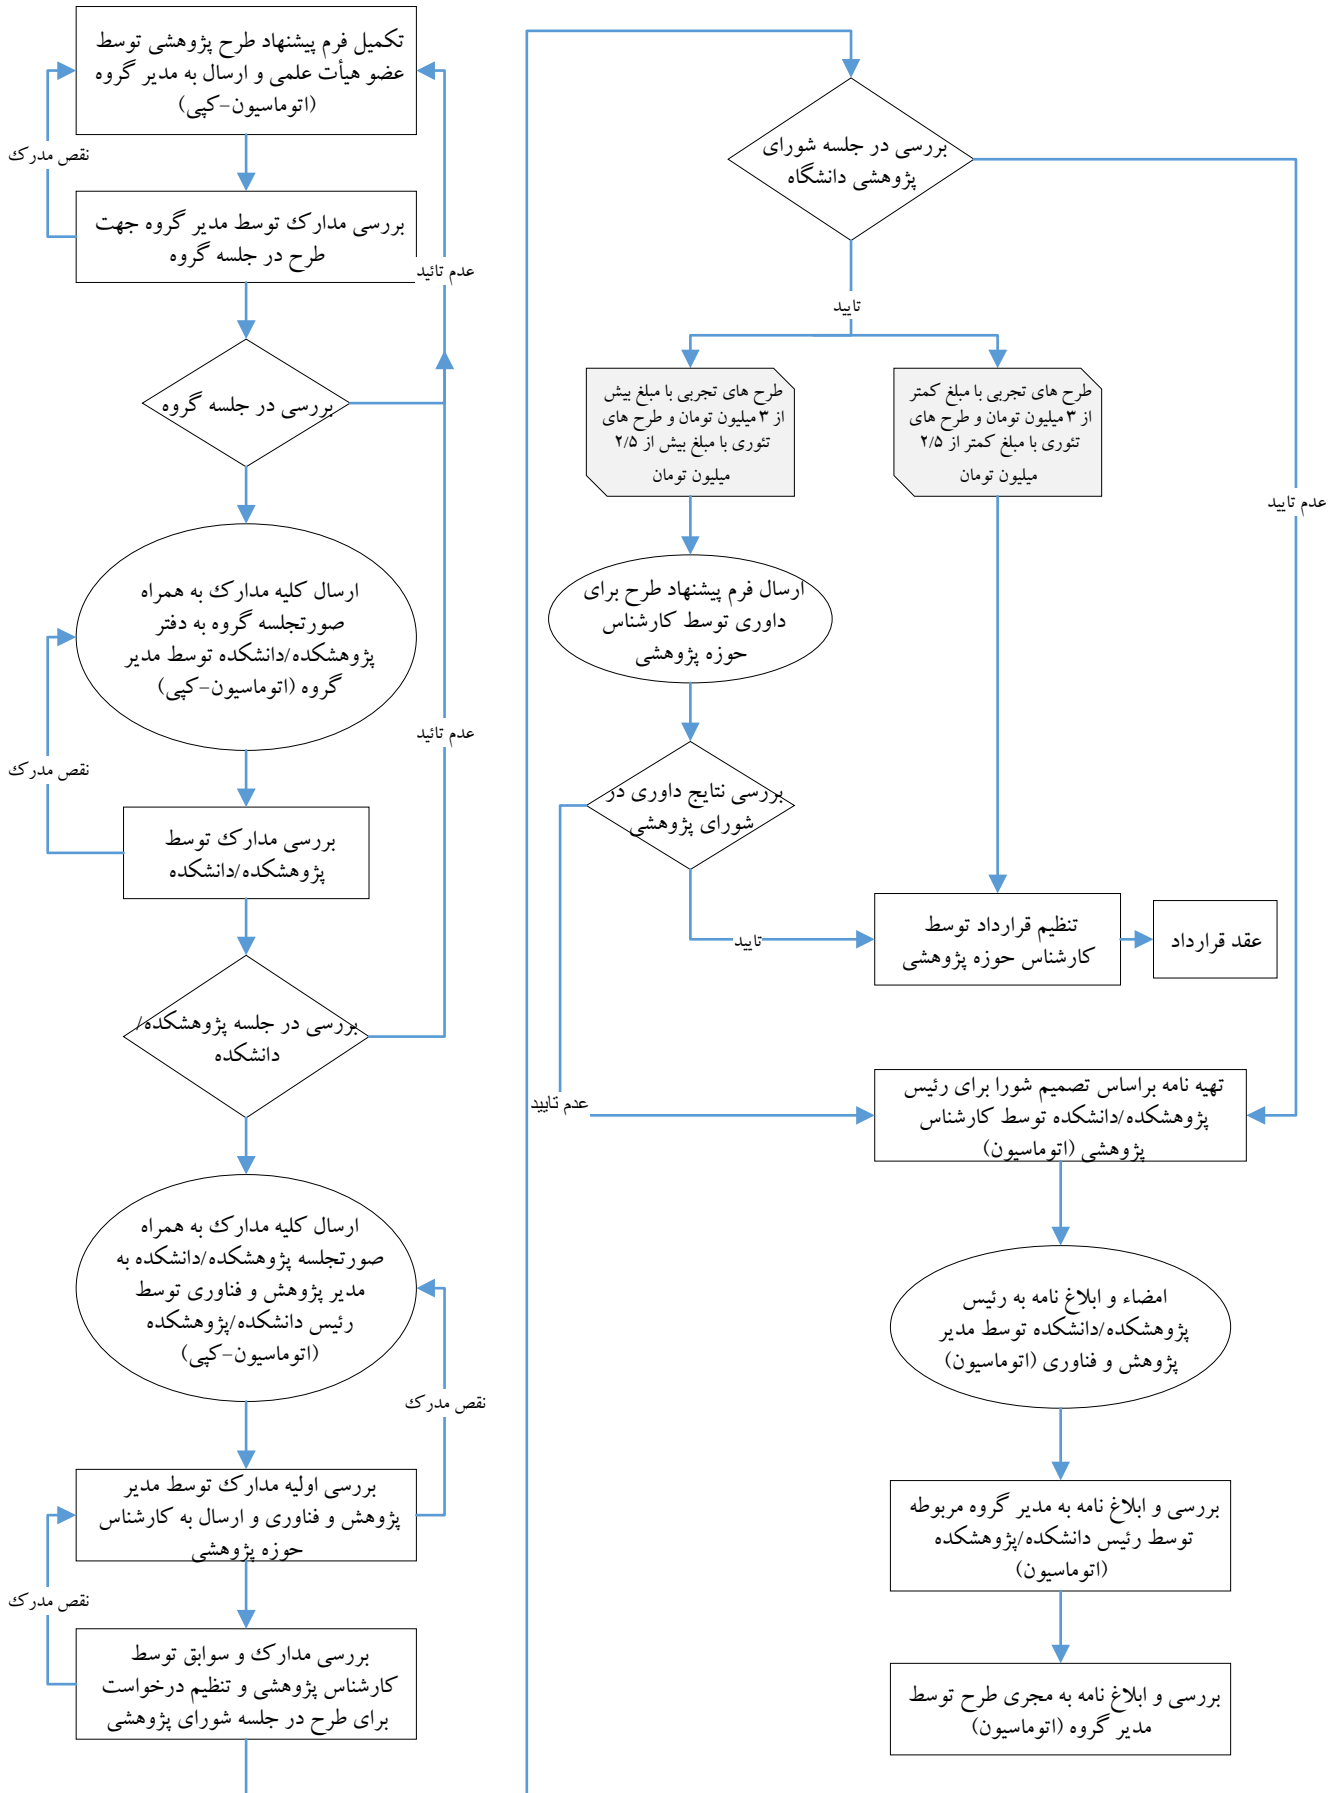 تکمیل فرم پیشنهاد طرح پژوهشی توسط
عضو هیأت علمی و ارسال به مدیر گروه
(اتوماسیون-کپی)
نقص مدرک
بررسی مدارک توسط مدیر گروه جهت
طرح در جلسه گروه
عدم تائید
بررسی در جلسه گروه
ارسال کلیه مدارک به همراه
صورتجلسه گروه به دفتر
پژوهشکده/دانشکده توسط مدیر
گروه (اتوماسیون-کپی)
عدم تائید
نقص مدرک
بررسی مدارک توسط
پژوهشکده/دانشکده
بررسی در جلسه پژوهشکده/
دانشکده
ارسال کلیه مدارک به همراه
صورتجلسه پژوهشکده/دانشکده به
مدیر پژوهش و فناوری توسط
رئیس دانشکده/پژوهشکده
(اتوماسیون-کپی)
نقص مدرک
بررسی اولیه مدارک توسط مدیر
پژوهش و فناوری و ارسال به کارشناس
حوزه پژوهشی
نقص مدرک
بررسی مدارک و سوابق توسط
کارشناس پژوهشی و تنظیم درخواست
برای طرح در جلسه شورای پژوهشی
بررسی در جلسه شورای
پژوهشی دانشگاه
تایید
طرح های تجربی با مبلغ بیش
از ۳ میلیون تومان و طرح های
تئوری با مبلغ بیش از ۲/۵
میلیون تومان
طرح های تجربی با مبلغ کمتر
از ۳ میلیون تومان و طرح های
تئوری با مبلغ کمتر از ۲/۵
میلیون تومان
عدم تایید
ارسال فرم پیشنهاد طرح برای
داوری توسط کارشناس
حوزه پژوهشی
بررسی نتایج داوری در
شورای پژوهشی
تایید
تنظیم قرارداد توسط
کارشناس حوزه پژوهشی
عقد قرارداد
عدم تایید
تهیه نامه براساس تصمیم شورا برای رئیس
پژوهشکده/دانشکده توسط کارشناس
پژوهشی (اتوماسیون)
امضاء و ابلاغ نامه به رئیس
پژوهشکده/دانشکده توسط مدیر
پژوهش و فناوری (اتوماسیون)
بررسی و ابلاغ نامه به مدیر گروه مربوطه
توسط رئیس دانشکده/پژوهشکده
(اتوماسیون)
بررسی و ابلاغ نامه به مجری طرح توسط
مدیر گروه (اتوماسیون)